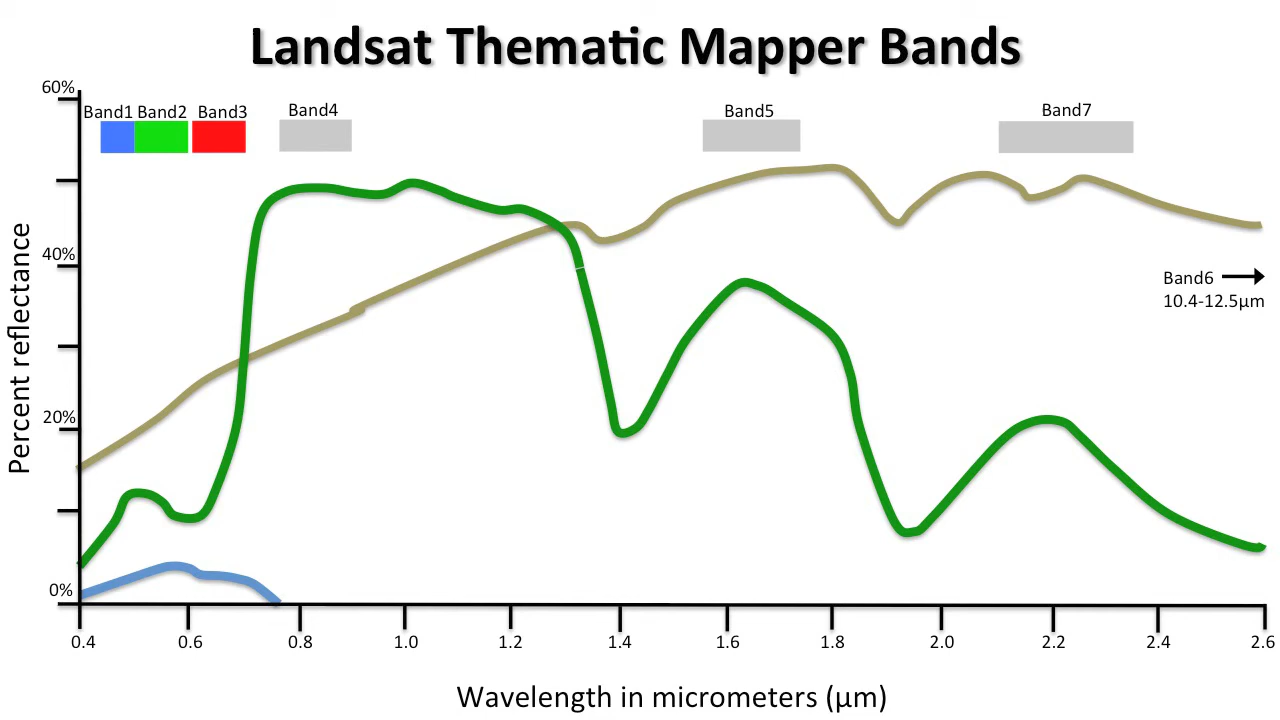 Landsat Thematic Mapper Bands
60%
Band1 Band2 Band3 Band4 Band5 Band7
40%
Band6
10.4-12.5µm
20%
0%
Percent reflectance
0.4 0.6 0.8 1.0 1.2 1.4 1.6 1.8 2.0 2.2 2.4 2.6
Wavelength in micrometers (µm)